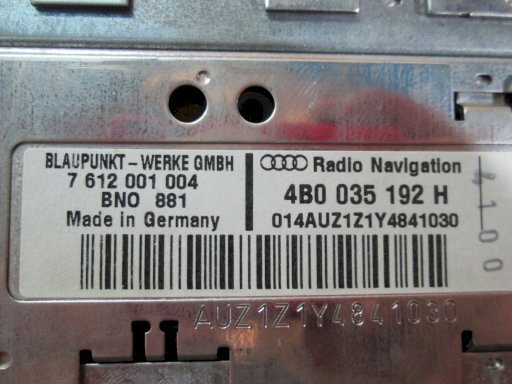 BLAUPUNKT - WERKE GMBH
7 612 001 004
BNO 881
Made in Germany
Radio Navigation
4B0 035 192 H
014AUZ1Z1Y4841030
4100
AUZ1Z1Y4841030